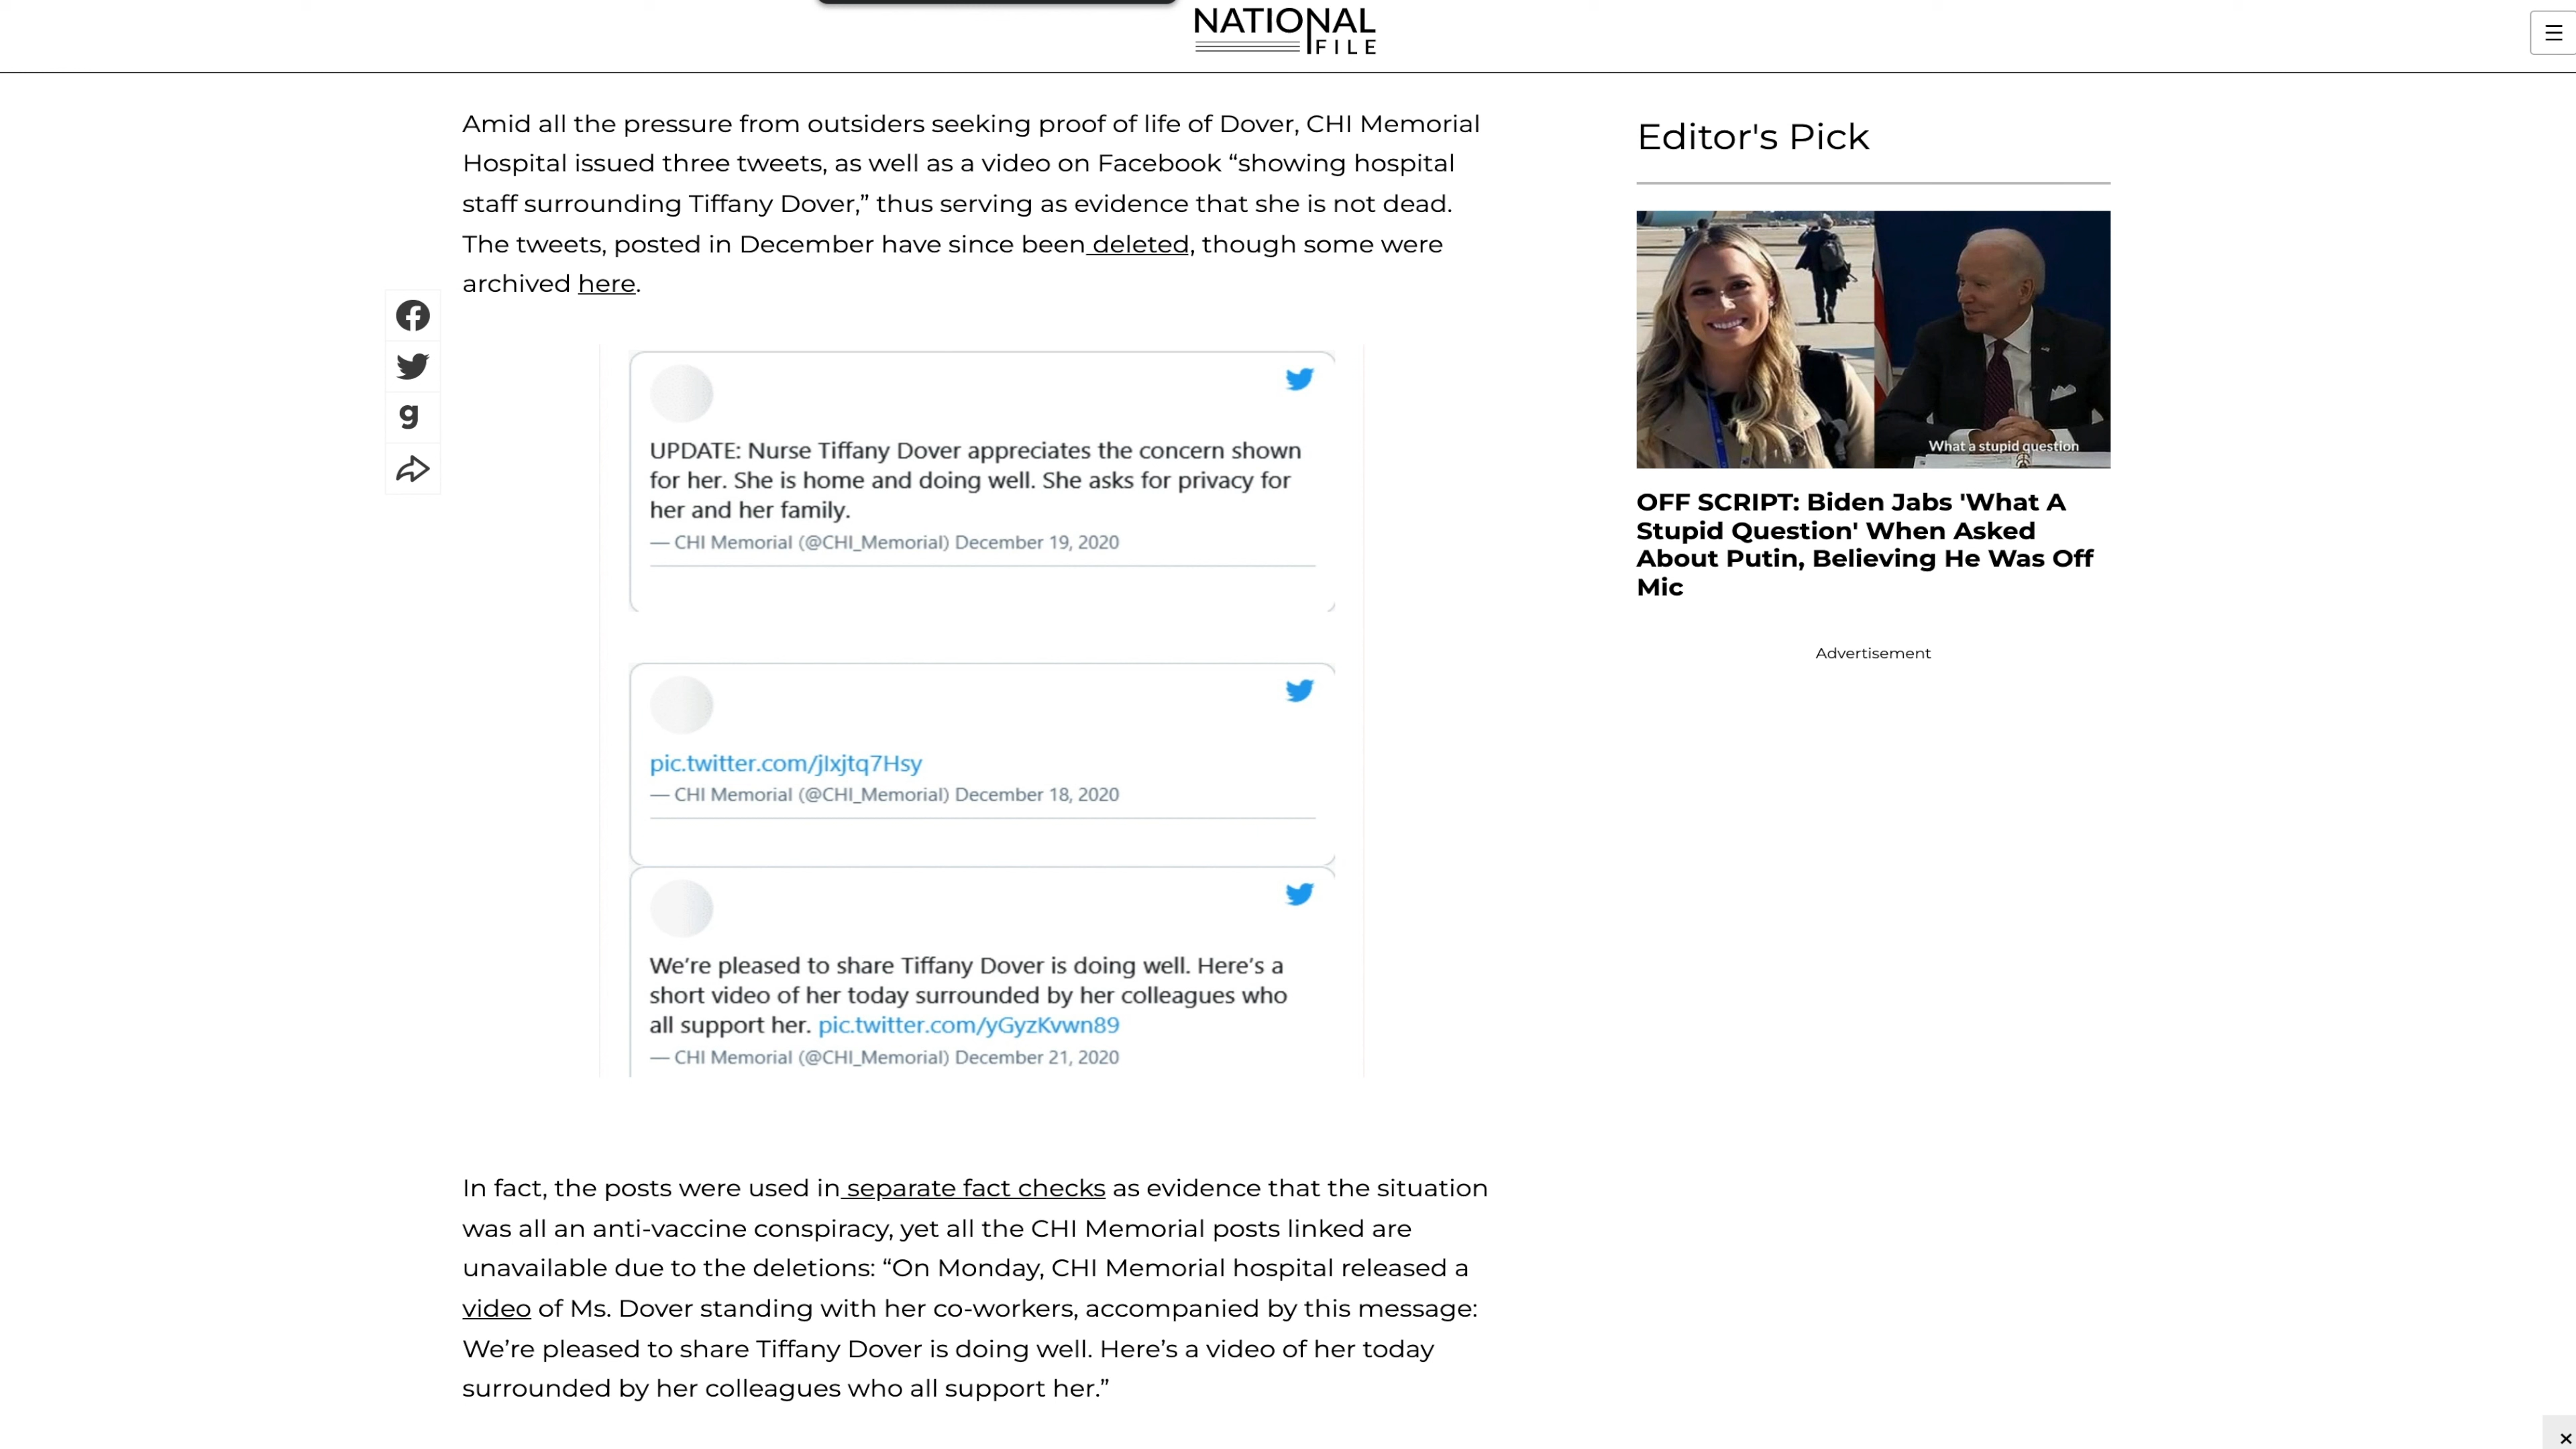 NATIONAL
FILE
Amid all the pressure from outsiders seeking proof of life of Dover, CHI Memorial
Hospital issued three tweets, as well as a video on Facebook “showing hospital
staff surrounding Tiffany Dover,” thus serving as evidence that she is not dead.
The tweets, posted in December have since been deleted, though some were
archived here.
UPDATE: Nurse Tiffany Dover appreciates the concern shown
for her. She is home and doing well. She asks for privacy for
her and her family.
— CHI Memorial (@CHI_Memorial) December 19, 2020
pic.twitter.com/jIxjtq7Hsy
— CHI Memorial (@CHI_Memorial) December 18, 2020
We’re pleased to share Tiffany Dover is doing well. Here’s a
short video of her today surrounded by her colleagues who
all support her. pic.twitter.com/yGyzKvwn89
— CHI Memorial (@CHI_Memorial) December 21, 2020
In fact, the posts were used in separate fact checks as evidence that the situation
was all an anti-vaccine conspiracy, yet all the CHI Memorial posts linked are
unavailable due to the deletions: “On Monday, CHI Memorial hospital released a
video of Ms. Dover standing with her co-workers, accompanied by this message:
We’re pleased to share Tiffany Dover is doing well. Here’s a video of her today
surrounded by her colleagues who all support her.”
Editor's Pick
What a stupid question
OFF SCRIPT: Biden Jabs 'What A
Stupid Question' When Asked
About Putin, Believing He Was Off
Mic
Advertisement